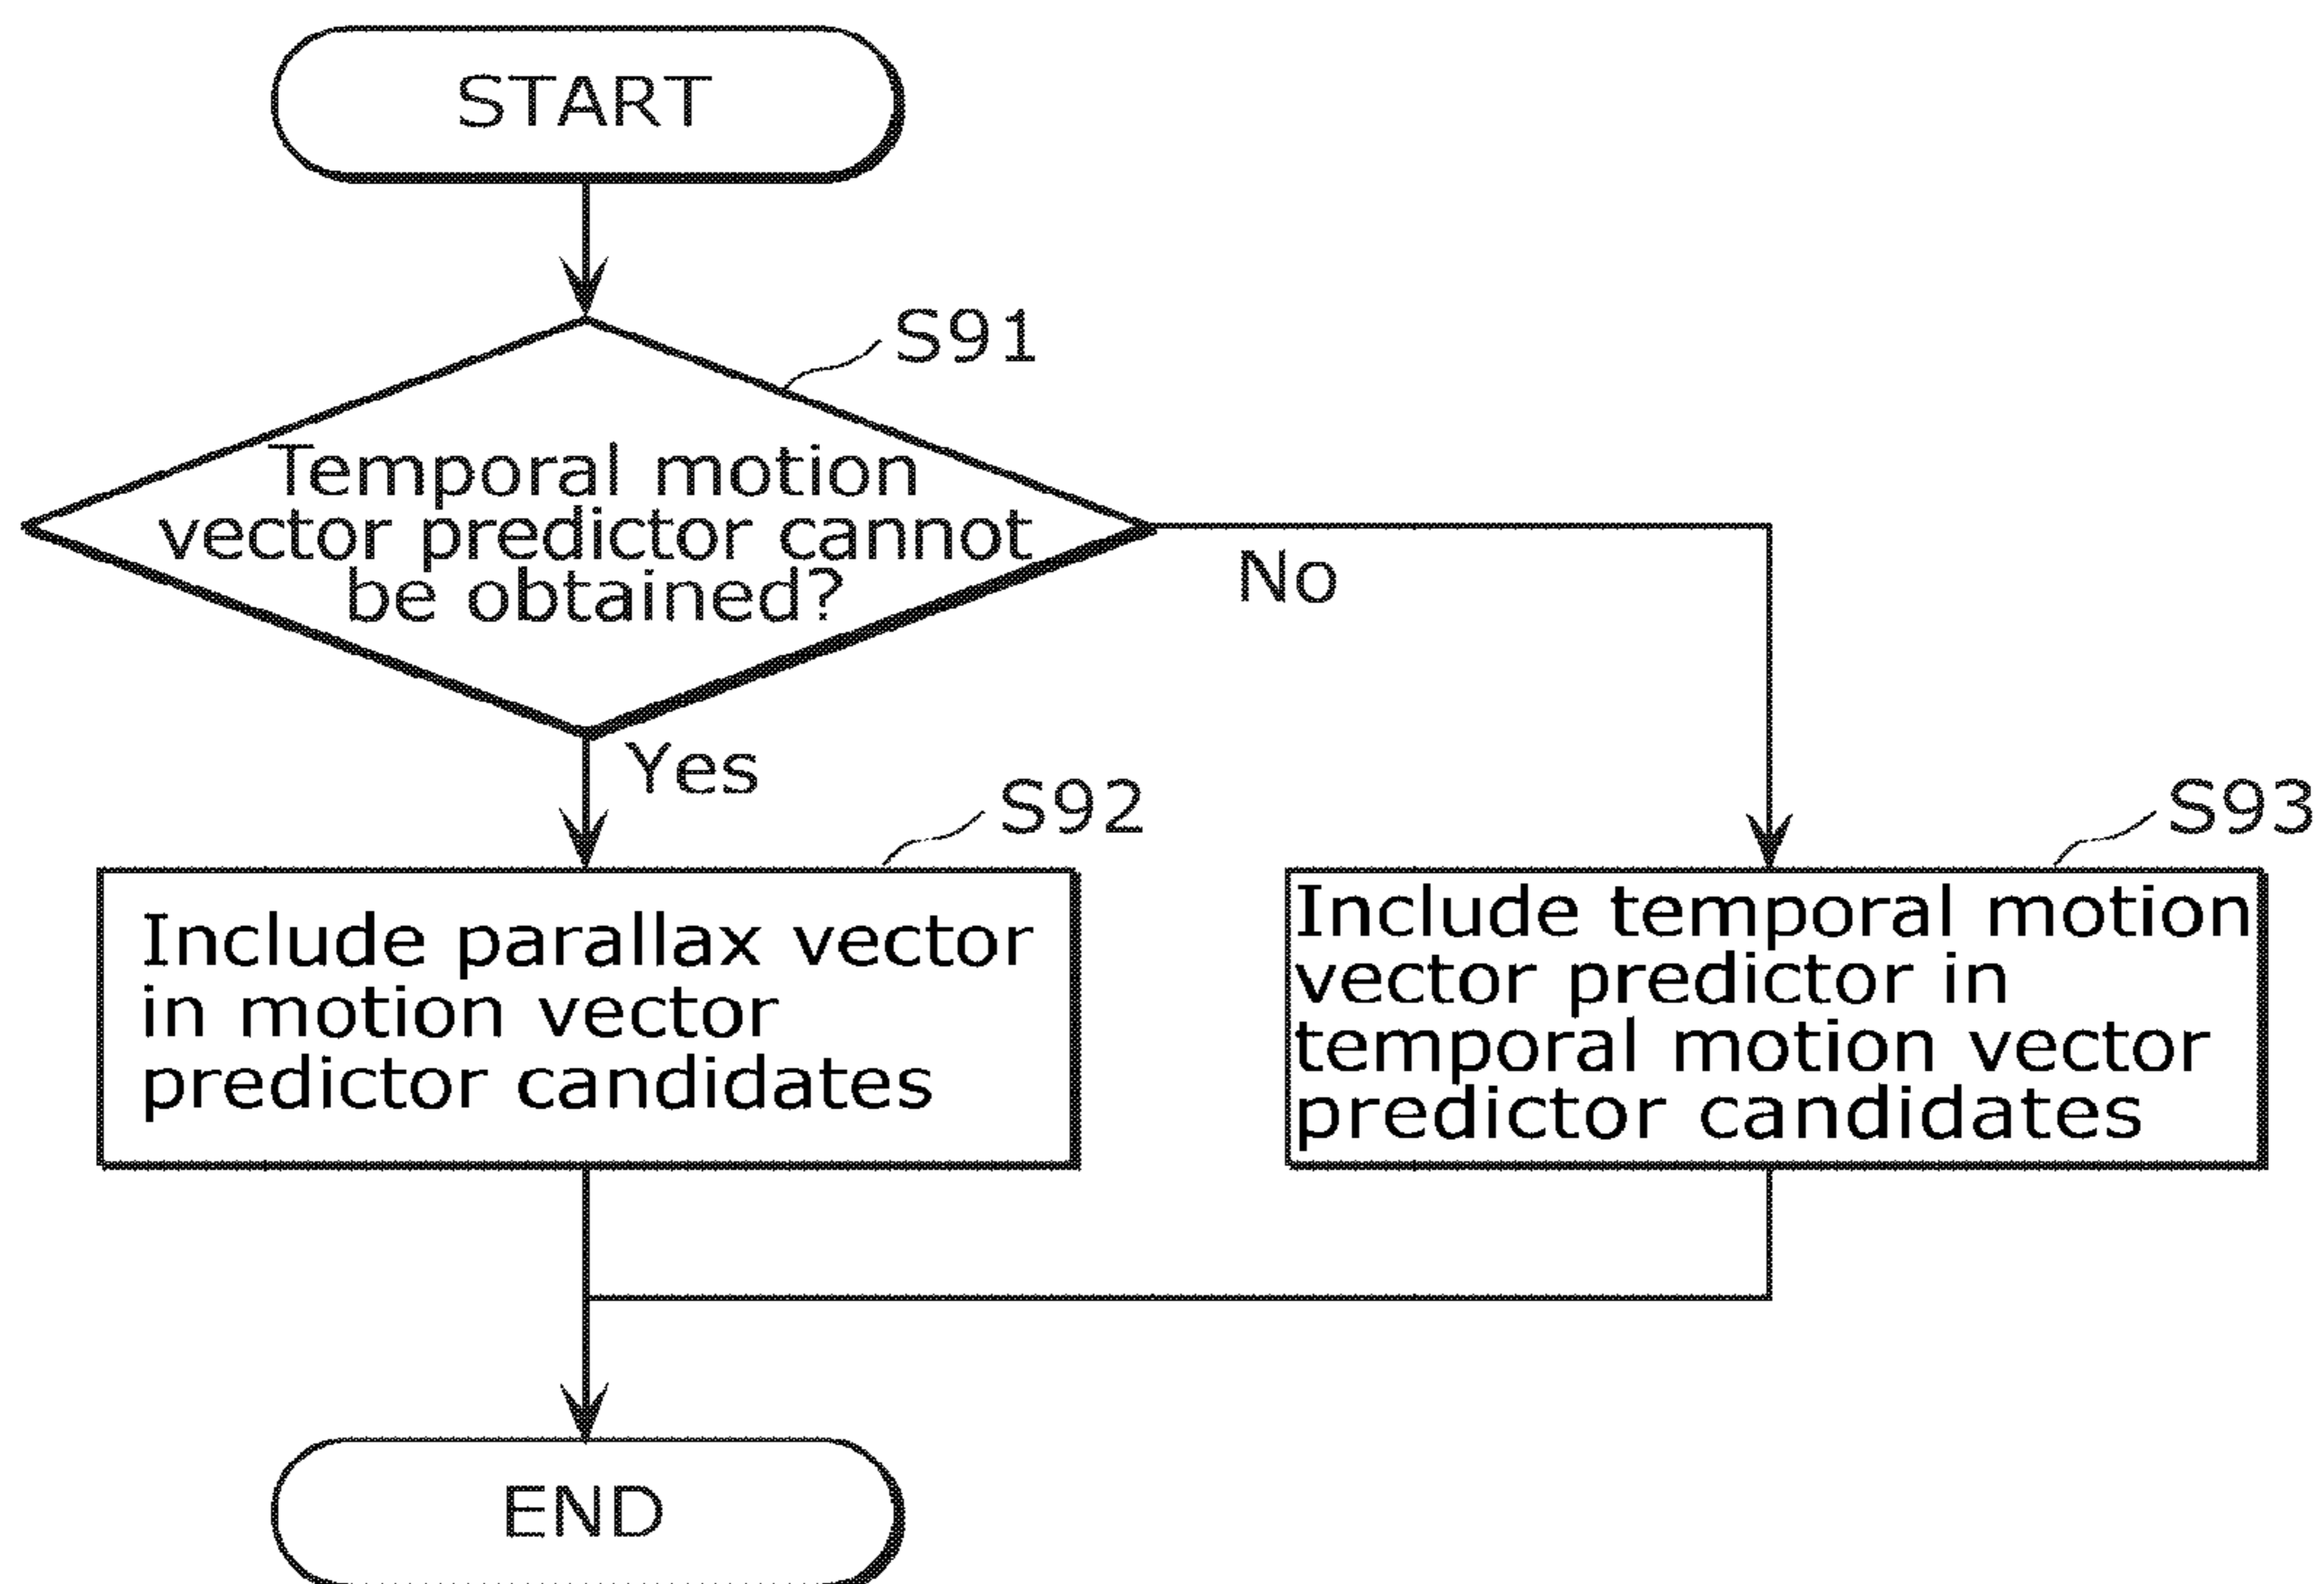 START
S91
Temporal motion
vector predictor cannot
be obtained?
No
Yes
S92
Include parallax vector
in motion vector
predictor candidates
S93
Include temporal motion
vector predictor in
temporal motion vector
predictor candidates
END